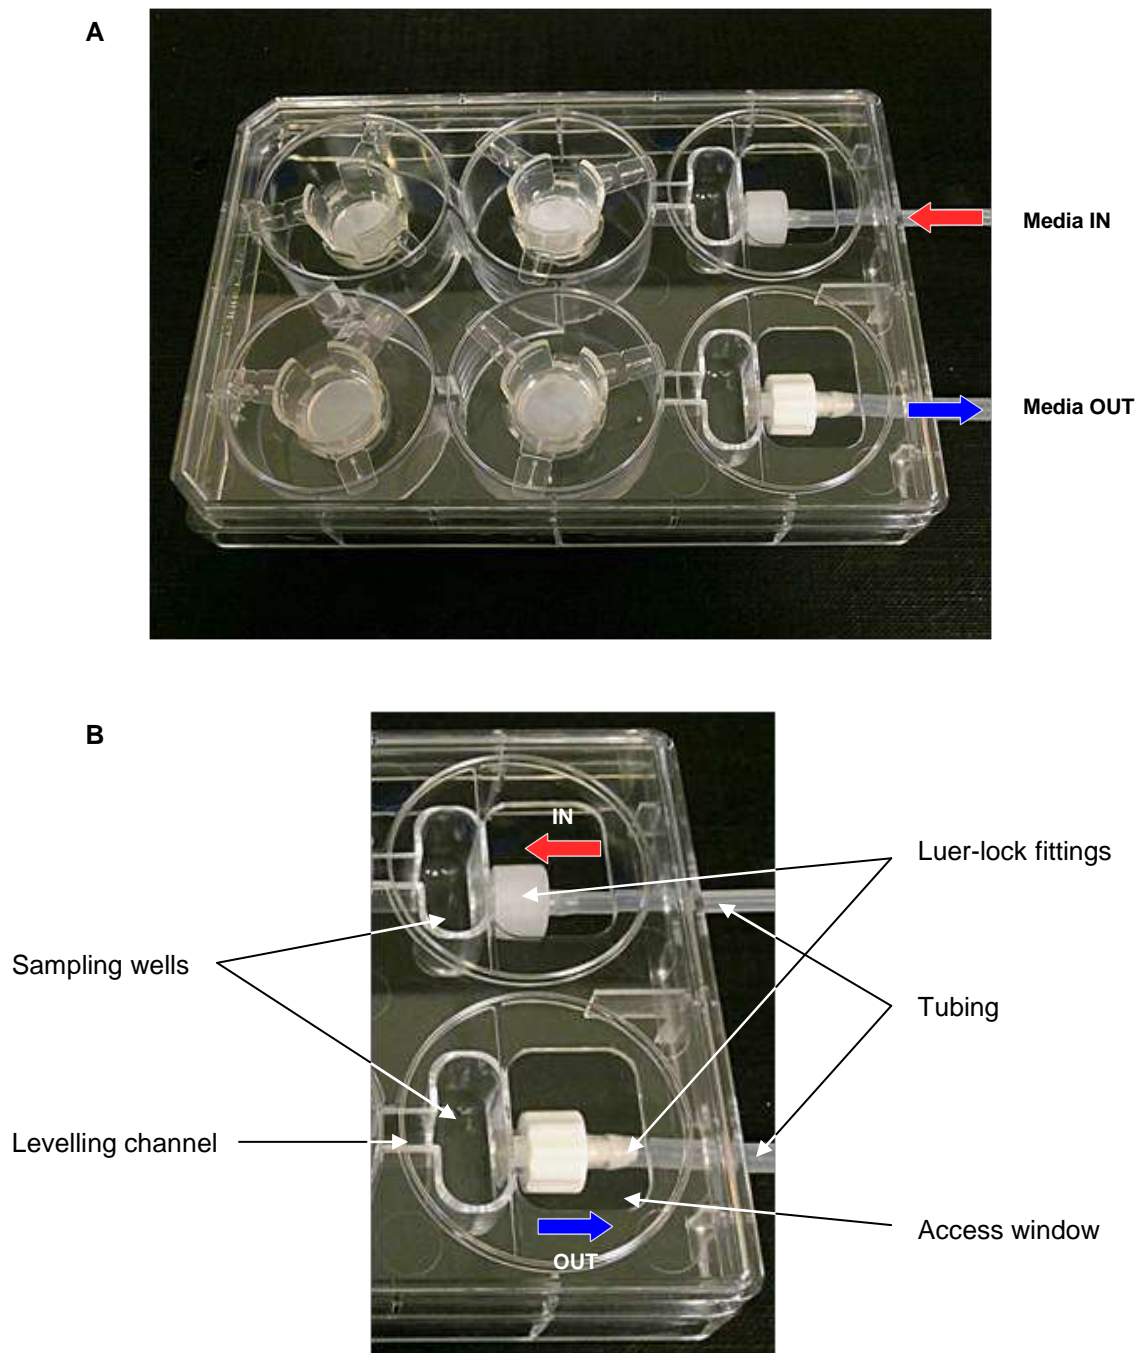 A
Media IN
Media OUT
B
IN
Luer-lock fittings
Sampling wells
Tubing
Levelling channel
Access window
OUT